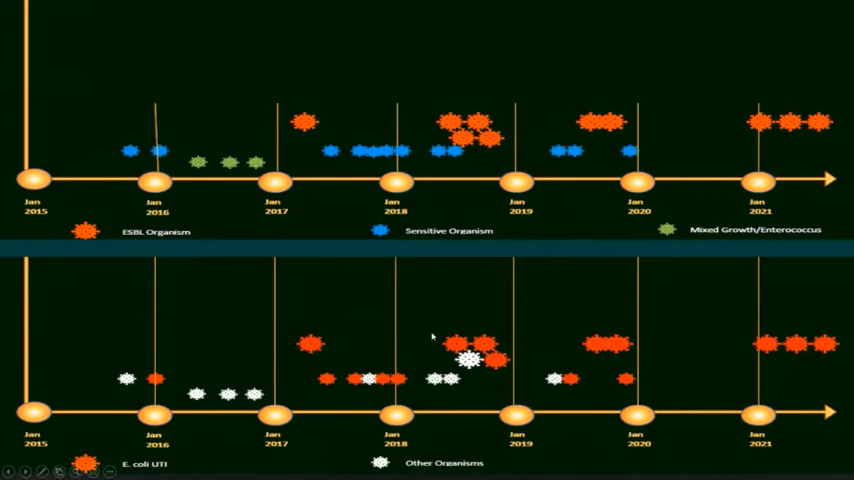 Jan Jan Jan Jan Jan Jan Jan
2015 2016 2017 2018 2019 2020 2021
ESBL Organism Sensitive Organism Mixed Growth/Enterococcus
Jan Jan Jan Jan Jan Jan Jan
2015 2016 2017 2018 2019 2020 2021
E. coli UTI Other Organisms